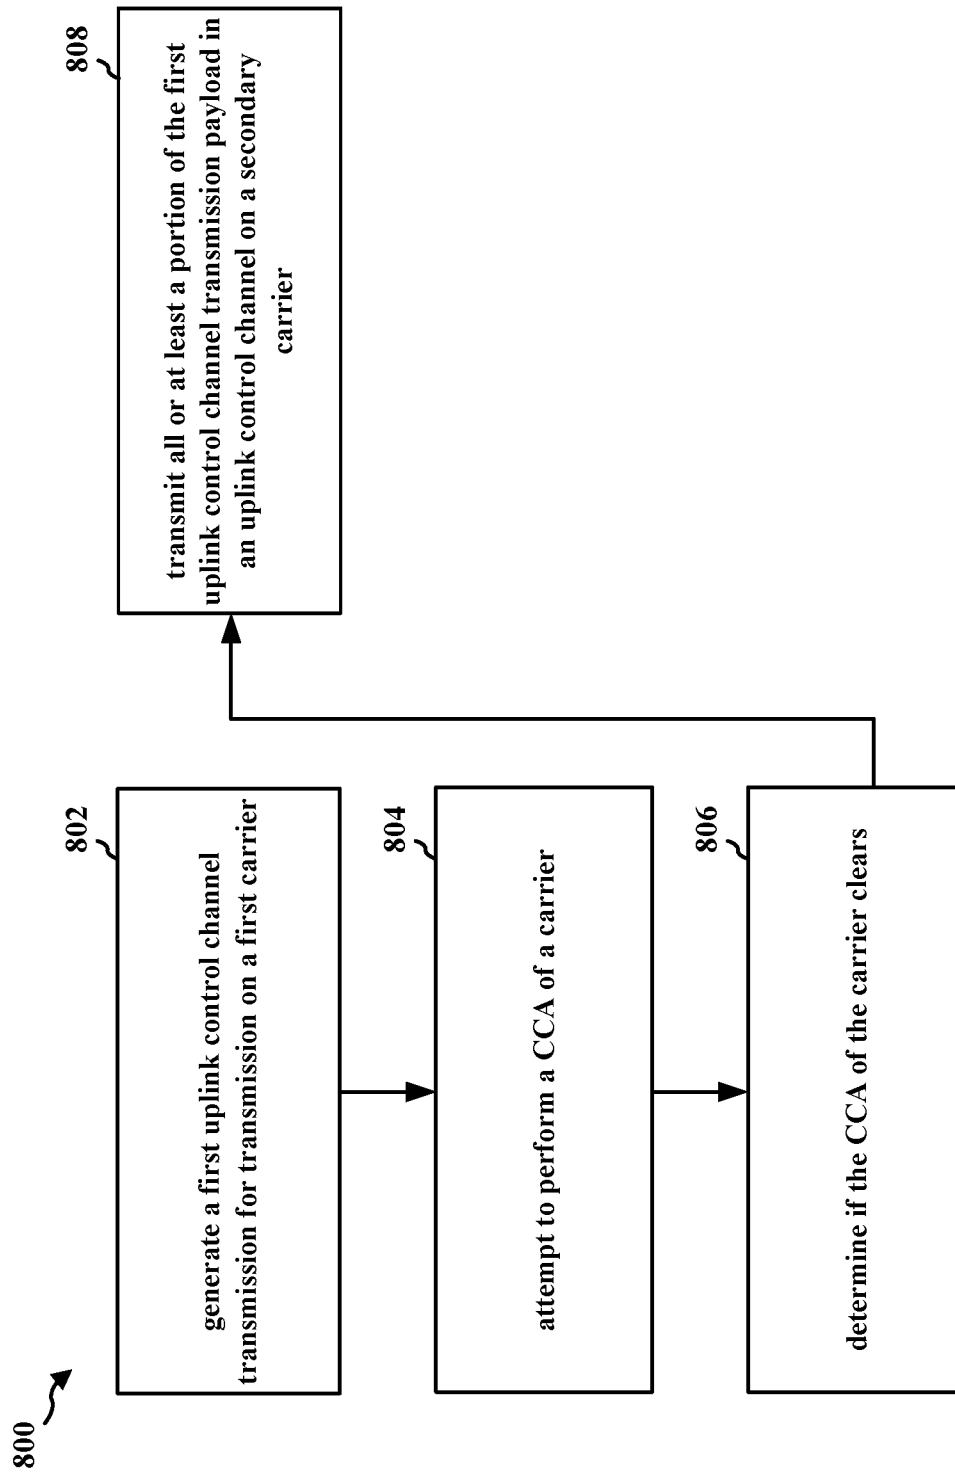 800
802
generate a first uplink control channel
transmission for transmission on a first carrier
804
attempt to perform a CCA of a carrier
806
determine if the CCA of the carrier clears
808
transmit all or at least a portion of the first
uplink control channel transmission payload in
an uplink control channel on a secondary
carrier